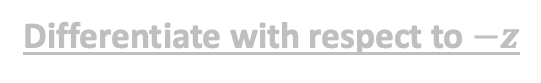 Differentiate with respect to −z